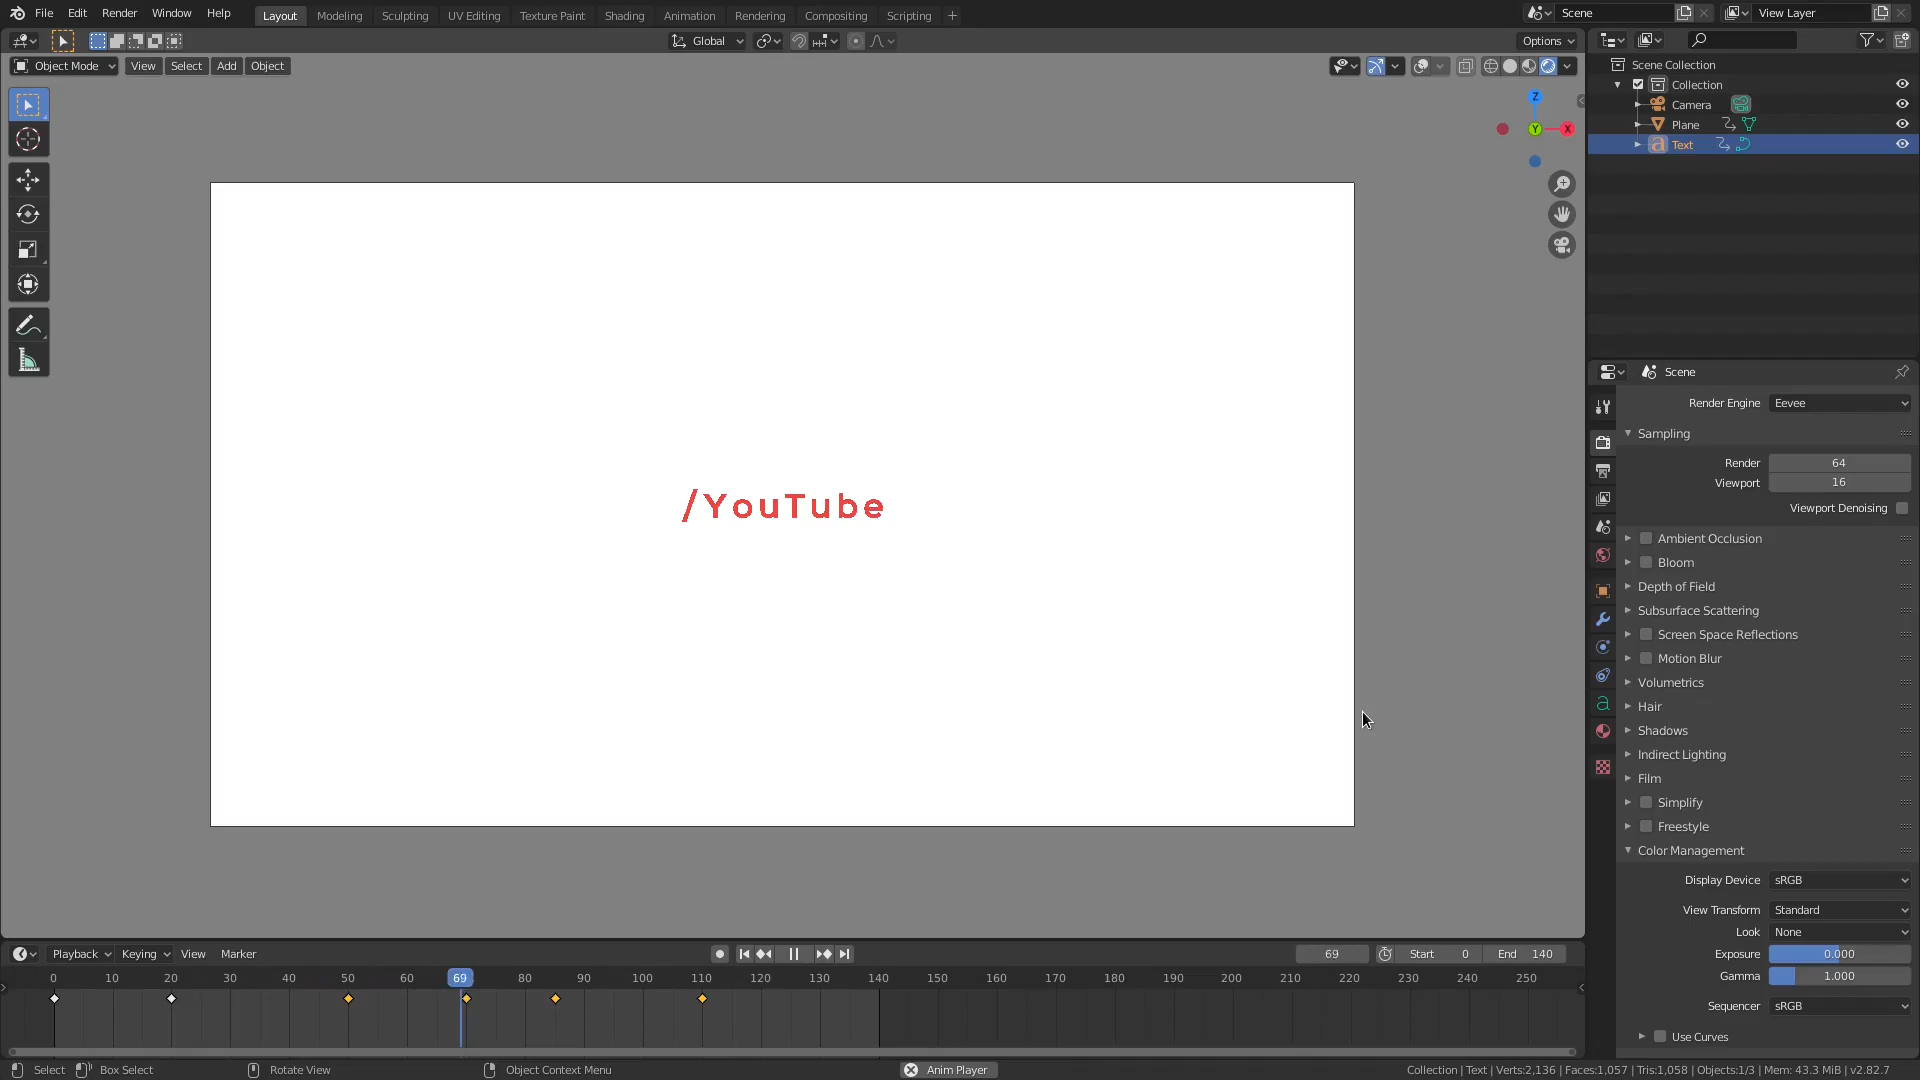 File Edit Render Window Help Layout Modeling Sculpting UV Editing Texture Paint Shading Animation Rendering Compositing Scripting + Scene View Layer
Global Options
Object Mode View Select Add Object
Z
Y X
Scene Collection
Collection
Camera
Plane
Text
/YouTube
Scene
Render Engine Eevee
Sampling
Render 64
Viewport 16
Viewport Denoising
Ambient Occlusion
Bloom
Depth of Field
Subsurface Scattering
Screen Space Reflections
Motion Blur
Volumetrics
Hair
Shadows
Indirect Lighting
Film
Simplify
Freestyle
Color Management
Display Device sRGB
View Transform Standard
Look None
Exposure 0.000
Gamma 1.000
Sequencer sRGB
Use Curves
Playback Keying View Marker 69 Start 0 End 140
0 10 20 30 40 50 60 69 80 90 100 110 120 130 140 150 160 170 180 190 200 210 220 230 240 250
Select Box Select Rotate View Object Context Menu Anim Player Collection | Text | Verts:2,136 | Faces:1,057 | Tris:1,058 | Objects:1/3 | Mem: 43.3 MiB | v2.82.7